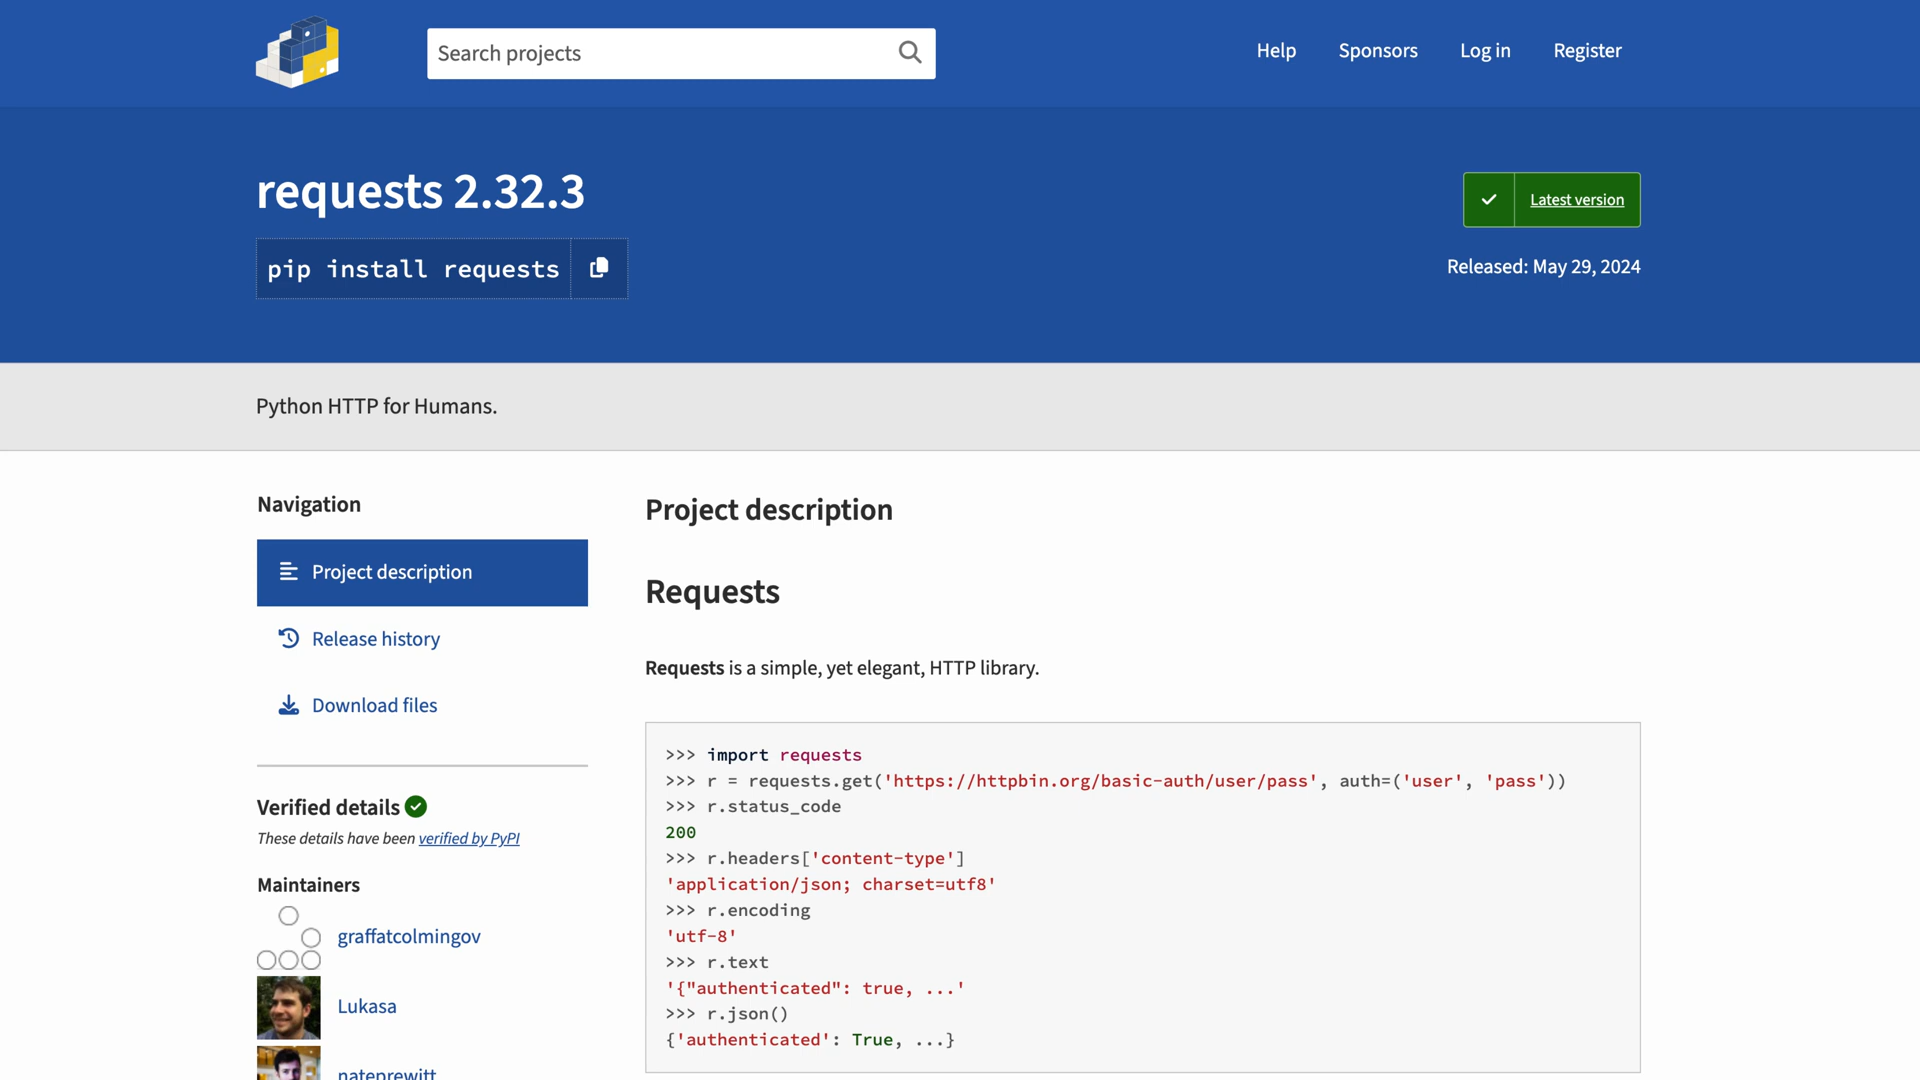 Search projects
Help
Sponsors
Log in
Register
requests 2.32.3
pip install requests
Latest version
Released: May 29, 2024
Python HTTP for Humans.
Navigation
Project description
Release history
Download files
Verified details
These details have been verified by PyPI
Maintainers
graffatcolmingov
Lukasa
nateprewitt
Project description
Requests
Requests is a simple, yet elegant, HTTP library.
>>> import requests
>>> r = requests.get('https://httpbin.org/basic-auth/user/pass', auth=('user', 'pass'))
>>> r.status_code
200
>>> r.headers['content-type']
'application/json; charset=utf8'
>>> r.encoding
'utf-8'
>>> r.text
'{"authenticated": true, ...'
>>> r.json()
{'authenticated': True, ...}